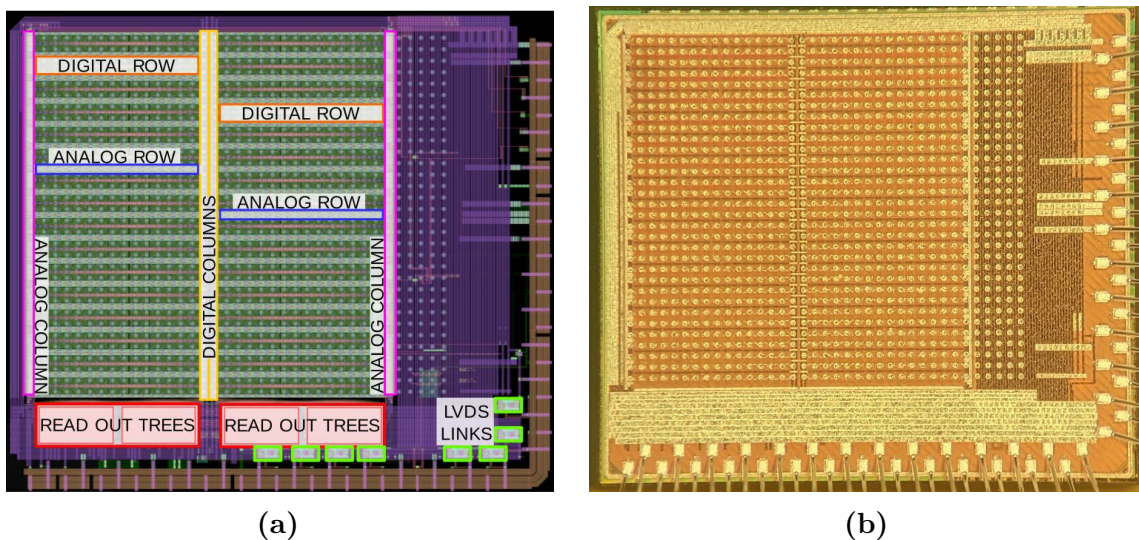 DIGITAL ROW
DIGITAL ROW
ANALOG ROW
ANALOG ROW
ANALOG COLUMN
DIGITAL COLUMNS
ANALOG COLUMN
READ OUT TREES
READ OUT TREES
LVDS
LINKS
(a)
(b)